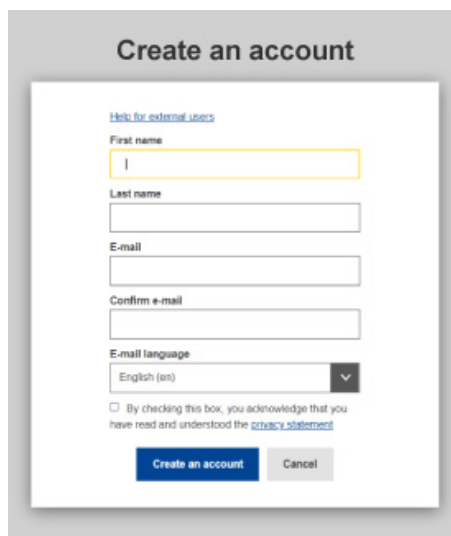 Create an account
Help for external users
First name
Last name
E-mail
Confirm e-mail
E-mail language
English (en)
By checking this box, you acknowledge that you
have read and understood the privacy statement
Create an account
Cancel